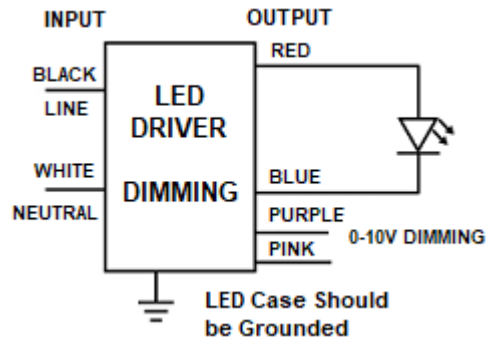 INPUT
OUTPUT
BLACK
LINE
WHITE
NEUTRAL
LED
DRIVER
DIMMING
RED
BLUE
PURPLE
PINK
0-10V DIMMING
LED Case Should
be Grounded